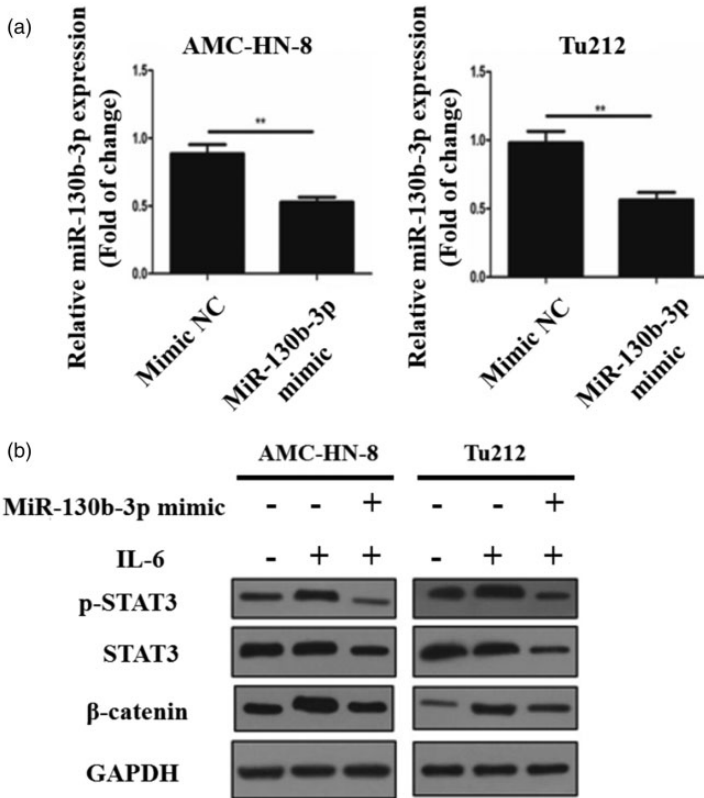 (a)
AMC-HN-8
Relative miR-130b-3p expression
(Fold of change)
1.5
1.0
0.5
0.0
**
Mimic NC
MiR-130b-3p
mimic
Tu212
Relative miR-130b-3p expression
(Fold of change)
1.5
1.0
0.5
0.0
**
Mimic NC
MiR-130b-3p
mimic
(b)
AMC-HN-8 Tu212
MiR-130b-3p mimic - - + - - +
IL-6 - + + - + +
p-STAT3
STAT3
β-catenin
GAPDH